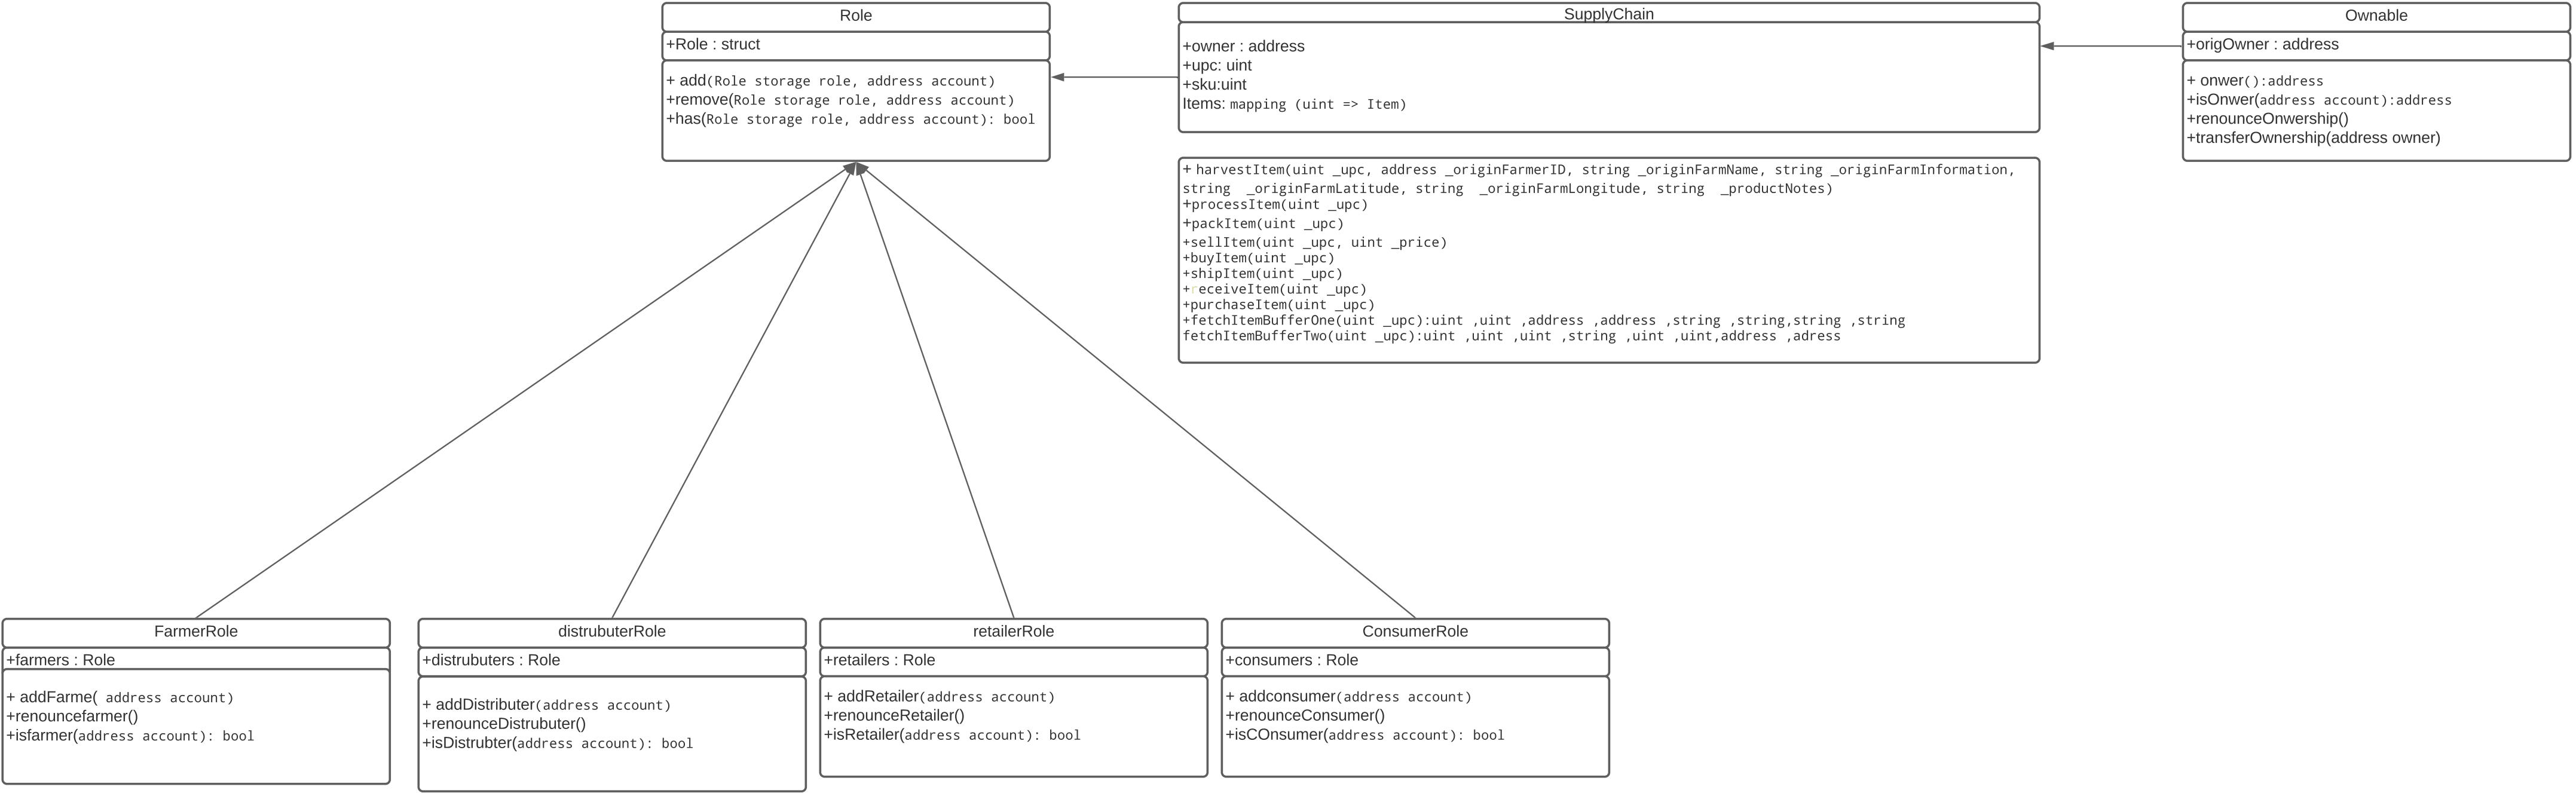 Role
+Role : struct
+ add(Role storage role, address account)
+remove(Role storage role, address account)
+has(Role storage role, address account): bool
SupplyChain
+owner : address
+upc: uint
+sku:uint
Items: mapping (uint => Item)
+ harvestItem(uint _upc, address _originFarmerID, string _originFarmName, string _originFarmInformation,
string  _originFarmLatitude, string  _originFarmLongitude, string  _productNotes)
+processItem(uint _upc)
+packItem(uint _upc)
+sellItem(uint _upc, uint _price)
+buyItem(uint _upc)
+shipItem(uint _upc)
+receiveItem(uint _upc)
+purchaseItem(uint _upc)
+fetchItemBufferOne(uint _upc):uint ,uint ,address ,address ,string ,string,string ,string
fetchItemBufferTwo(uint _upc):uint ,uint ,uint ,string ,uint ,uint,address ,adress
Ownable
+origOwner : address
+ onwer():address
+isOnwer(address account):address
+renounceOnwership()
+transferOwnership(address owner)
FarmerRole
+farmers : Role
+ addFarme( address account)
+renouncefarmer()
+isfarmer(address account): bool
distrubuterRole
+distrubuters : Role
+ addDistributer(address account)
+renounceDistrubuter()
+isDistrubter(address account): bool
retailerRole
+retailers : Role
+ addRetailer(address account)
+renounceRetailer()
+isRetailer(address account): bool
ConsumerRole
+consumers : Role
+ addconsumer(address account)
+renounceConsumer()
+isCOnsumer(address account): bool